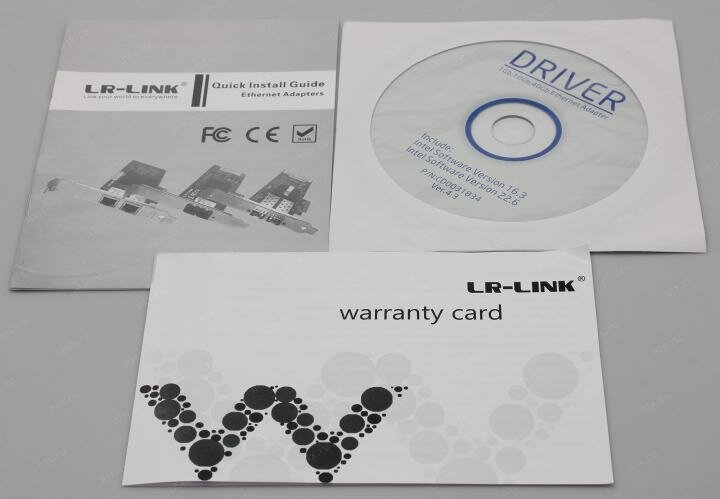 LR-LINK®
Link your world to everywhere
Quick Install Guide
Ethernet Adapters
FC CE
RoHS
DRIVER
1Gb,10Gb,40Gb,Ethernet Adapter
Include:
Intel Software Version 16.3
Intel Software Version 22.6
P/N:CD0031834
Ver:4.3
LR-LINK®
warranty card